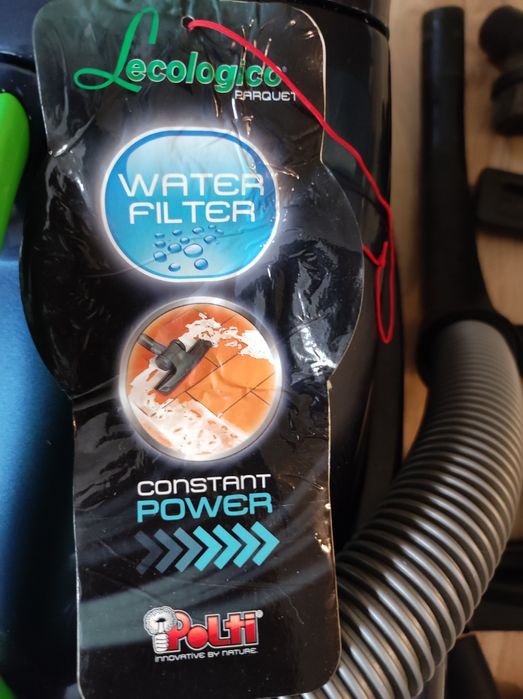 Lecologico®
PARQUET
WATER
FILTER
CONSTANT
POWER
POLTI®
INNOVATIVE BY NATURE.